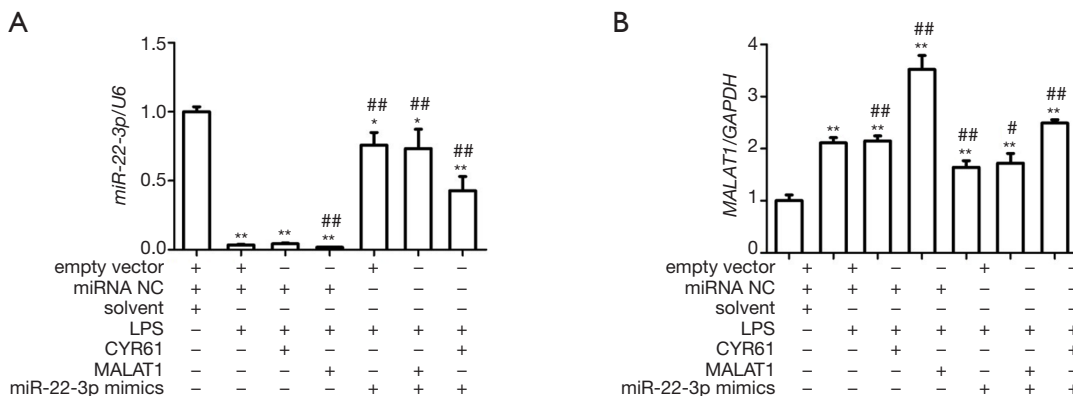 A
miR-22-3p/U6
1.5
1.0
0.5
0.0
** ** ## ** ## * ## * ## **
empty vector + + – – + – –
miRNA NC + + + + – – –
solvent + – – – – – –
LPS – + + + + + +
CYR61 – – + – – – +
MALAT1 – – – + – + –
miR-22-3p mimics – – – – + + +
B
MALAT1/GAPDH
4
3
2
1
0
** ## ** ## ** ## ** # ** ## **
empty vector + + – – + – –
miRNA NC + + + + – – –
solvent + – – – – – –
LPS – + + + + + +
CYR61 – – + – – – +
MALAT1 – – – + – + –
miR-22-3p mimics – – – – + + +